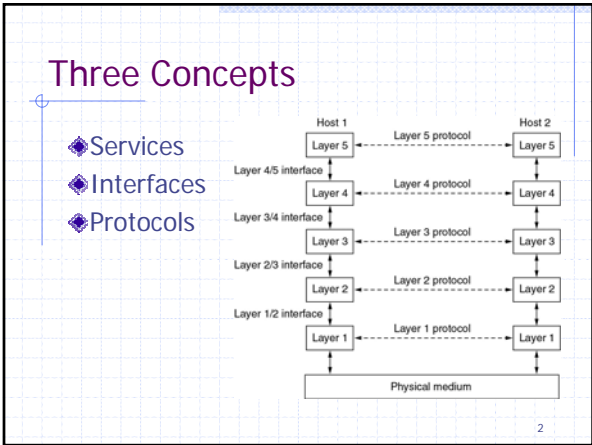 Three Concepts
Services
Interfaces
Protocols
Host 1
Host 2
Layer 5
Layer 5 protocol
Layer 5
Layer 4/5 interface
Layer 4
Layer 4 protocol
Layer 4
Layer 3/4 interface
Layer 3
Layer 3 protocol
Layer 3
Layer 2/3 interface
Layer 2
Layer 2 protocol
Layer 2
Layer 1/2 interface
Layer 1
Layer 1 protocol
Layer 1
Physical medium
2